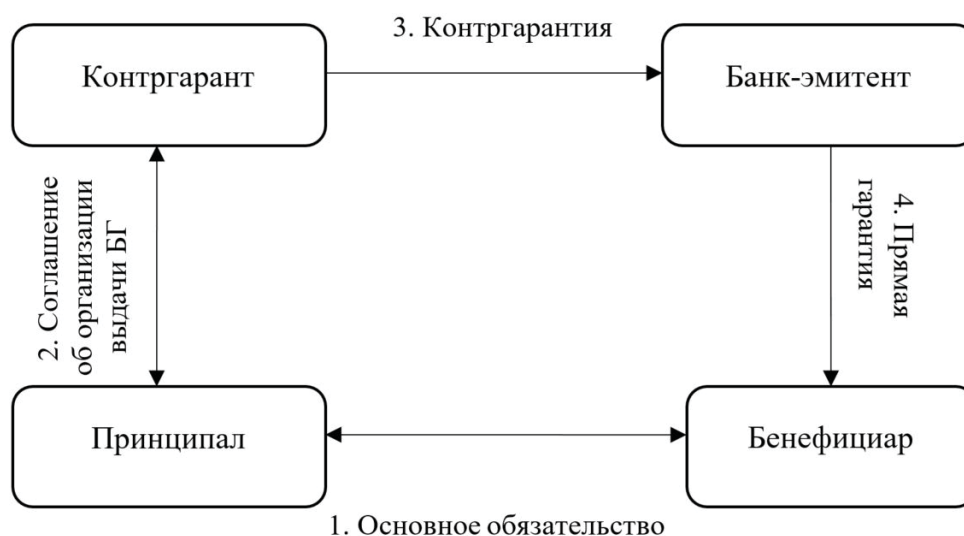 3. Контргарантия
Контргарант
Банк-эмитент
2. Соглашение
об организации
выдачи БГ
4. Прямая
гарантия
Принципал
Бенефициар
1. Основное обязательство